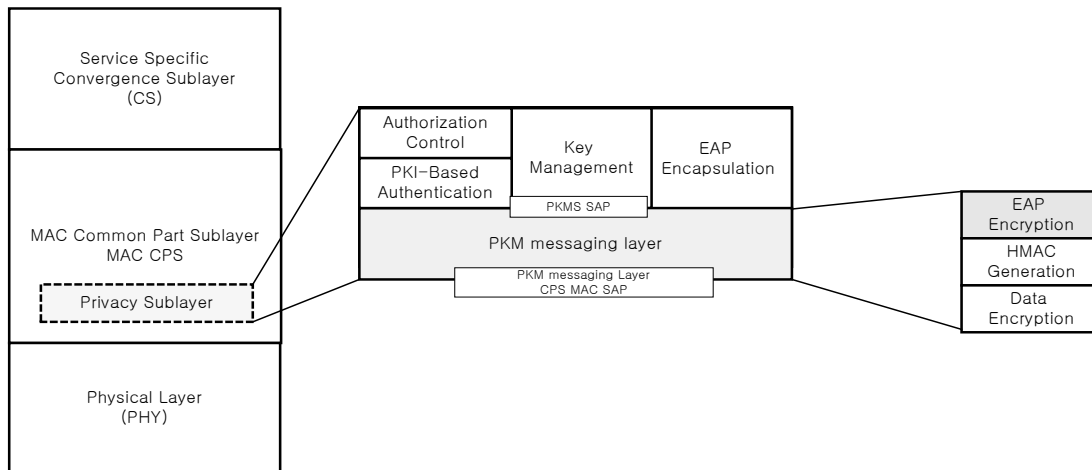 Service Specific
Convergence Sublayer
(CS)
MAC Common Part Sublayer
MAC CPS
Privacy Sublayer
Physical Layer
(PHY)
Authorization
Control
PKI-Based
Authentication
Key
Management
EAP
Encapsulation
PKMS SAP
PKM messaging layer
PKM messaging Layer
CPS MAC SAP
EAP
Encryption
HMAC
Generation
Data
Encryption